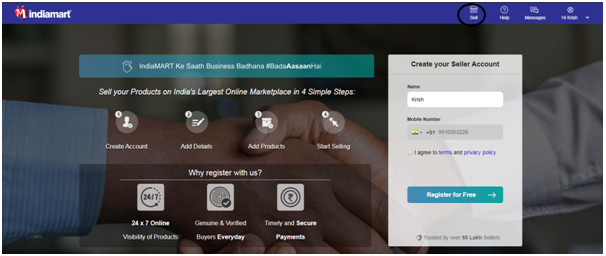 indiamart
Sell
Help
Messages
Hi Krish
IndiaMART Ke Saath Business Badhana #BadaAasaanHai
Sell your Products on India's Largest Online Marketplace in 4 Simple Steps:
1
2
3
4
Create Account
Add Details
Add Products
Start Selling
Why register with us?
24/7
24 x 7 Online
Visibility of Products
Genuine & Verified
Buyers Everyday
Timely and Secure
Payments
Create your Seller Account
Name
Krish
Mobile Number
+91 9910303226
I agree to terms and privacy policy.
Register for Free →
Trusted by over 50 Lakh Sellers